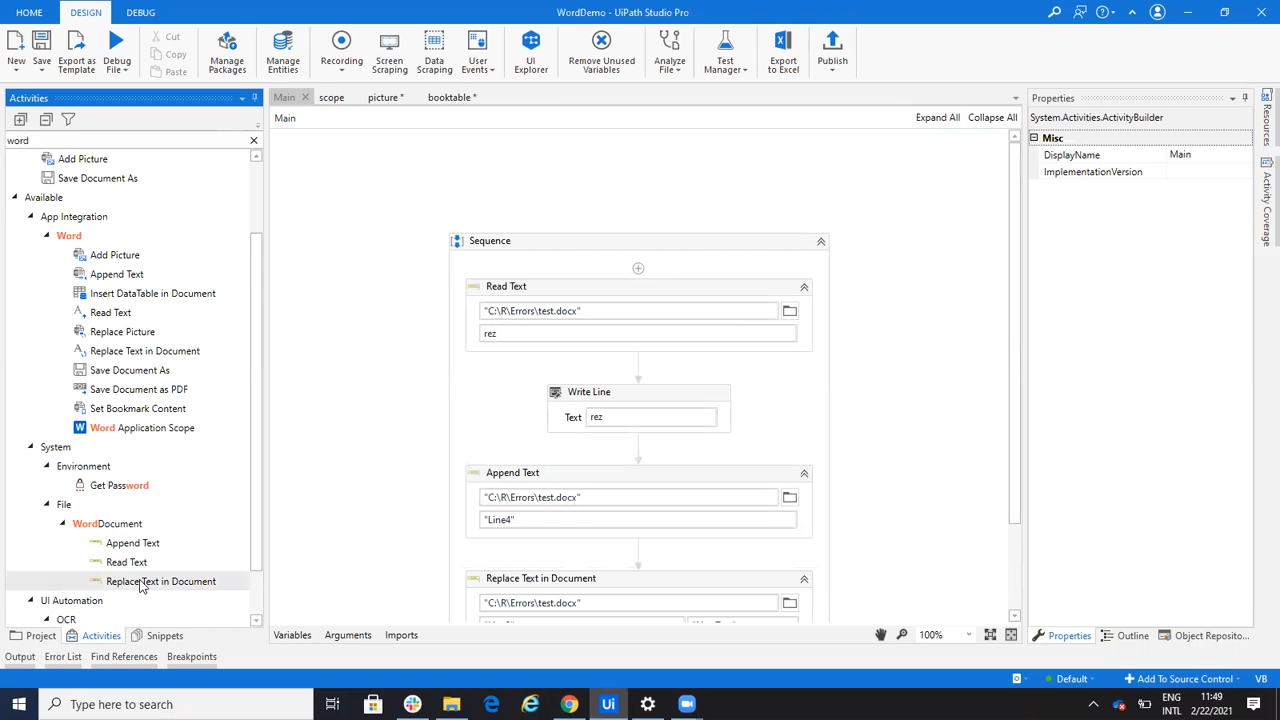 HOME DESIGN DEBUG WordDemo - UiPath Studio Pro
New Save Export as Template Debug File Cut Copy Paste Manage Packages Manage Entities Recording Screen Scraping Data Scraping User Events UI Explorer Remove Unused Variables Analyze File Test Manager Export to Excel Publish
Activities
word
Add Picture
Save Document As
Available
App Integration
Word
Add Picture
Append Text
Insert DataTable in Document
Read Text
Replace Picture
Replace Text in Document
Save Document As
Save Document as PDF
Set Bookmark Content
Word Application Scope
System
Environment
Get Password
File
WordDocument
Append Text
Read Text
Replace Text in Document
UI Automation
OCR
Project Activities Snippets
Main scope picture * booktable *
Main Expand All Collapse All
Sequence
Read Text
"C:\R\Errors\test.docx"
rez
Write Line
Text rez
Append Text
"C:\R\Errors\test.docx"
"Line4"
Replace Text in Document
"C:\R\Errors\test.docx"
Variables Arguments Imports 100%
Properties
System.Activities.ActivityBuilder
Misc
DisplayName Main
ImplementationVersion
Properties Outline Object Reposito...
Resources
Activity Coverage
Output Error List Find References Breakpoints
0 Default Add To Source Control VB
Type here to search
Ui
ENG
INTL
11:49
2/22/2021